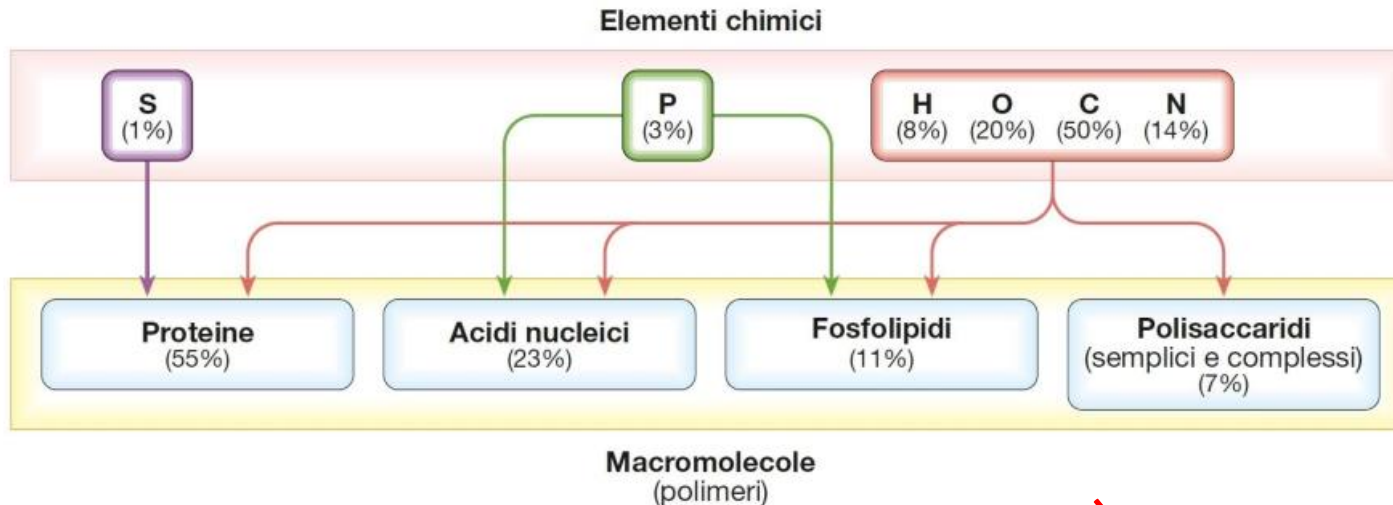 Elementi chimici
S
(1%)
P
(3%)
H O C N
(8%) (20%) (50%) (14%)
Proteine
(55%)
Acidi nucleici
(23%)
Fosfolipidi
(11%)
Polisaccaridi
(semplici e complessi)
(7%)
Macromolecole
(polimeri)